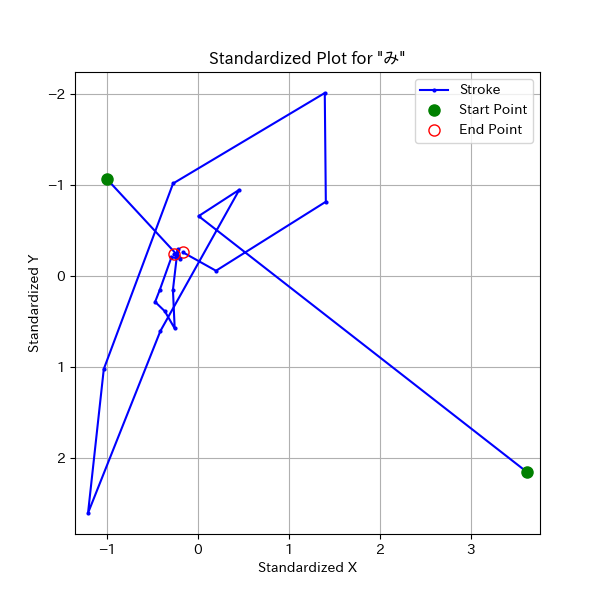 Standardized Plot for "み"
Stroke
Start Point
End Point
−2
−1
0
1
2
Standardized Y
−1 0 1 2 3
Standardized X